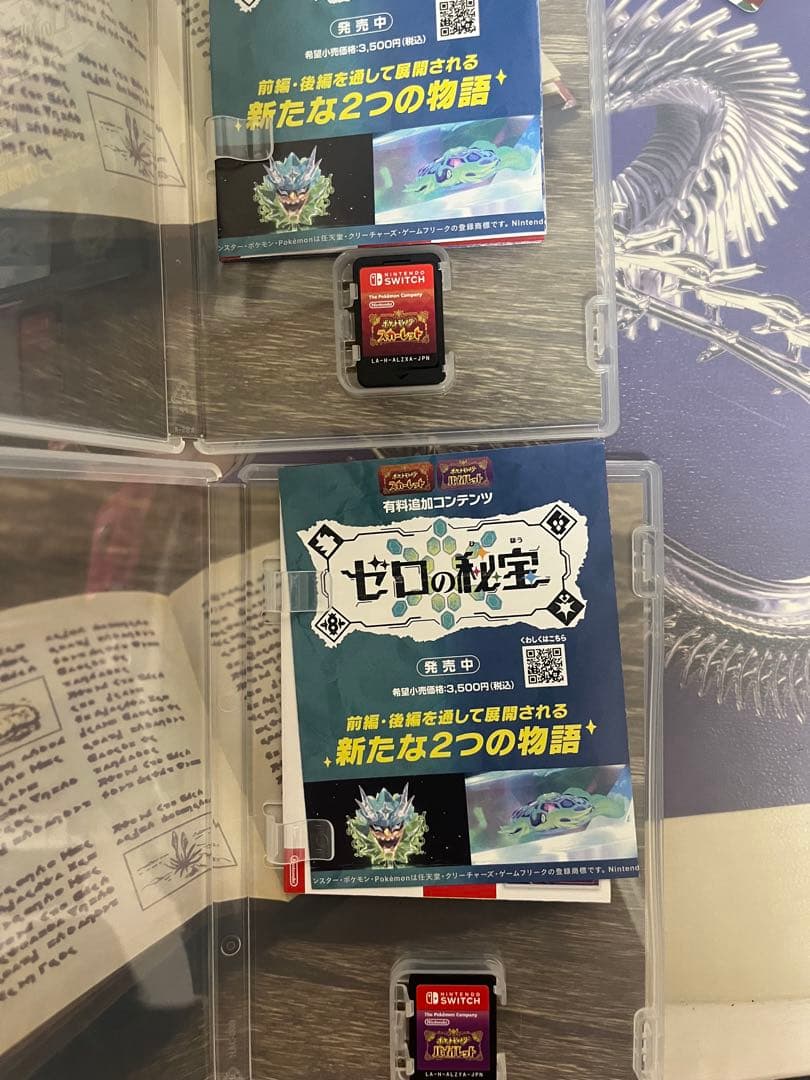 発売中
希望小売価格:3,500円(税込)
前編・後編を通して展開される
新たな2つの物語
ンスター・ポケモン・Pokémonは任天堂・クリーチャーズ・ゲームフリークの登録商標です。Nintendo
NINTENDO
SWITCH
The Pokémon Company
Nintendo
ポケットモンスター
スカーレット
LA-H-ALZXA-JPN
ポケットモンスター
スカーレット
ポケットモンスター
バイオレット
有料追加コンテンツ
ひ ほう
ゼロの秘宝
くわしくはこちら
発売中
希望小売価格:3,500円(税込)
前編・後編を通して展開される
新たな2つの物語
Nintendo
ンスター・ポケモン・Pokémonは任天堂・クリーチャーズ・ゲームフリークの登録商標です。Nintend
NINTENDO
SWITCH
The Pokémon Company
Nintendo
ポケットモンスター
バイオレット
LA-H-ALZYA-JPN